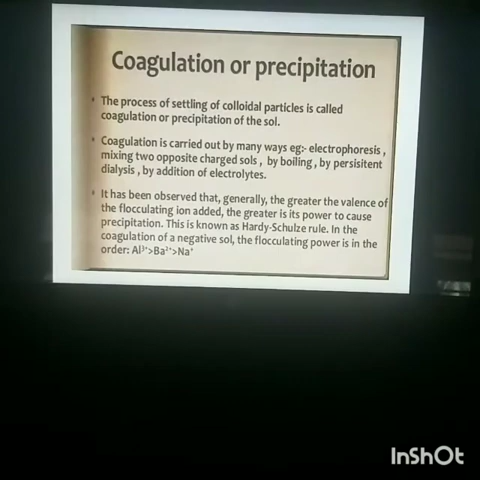 Coagulation or precipitation
• The process of settling of colloidal particles is called
coagulation or precipitation of the sol.
• Coagulation is carried out by many ways eg:- electrophoresis ,
mixing two opposite charged sols , by boiling , by persisitent
dialysis , by addition of electrolytes.
• It has been observed that, generally, the greater the valence of
the flocculating ion added, the greater is its power to cause
precipitation. This is known as Hardy-Schulze rule. In the
coagulation of a negative sol, the flocculating power is in the
order: Al³⁺>Ba²⁺>Na⁺
InShOt